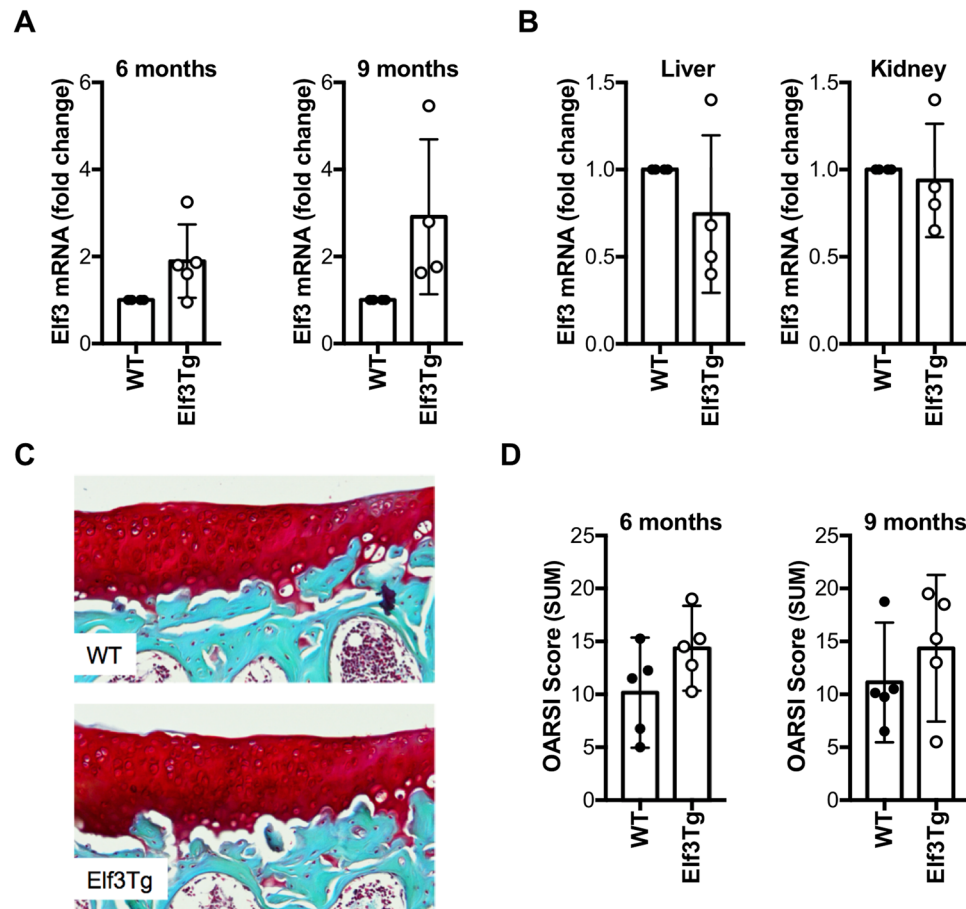 A
6 months
Elf3 mRNA (fold change)
6
4
2
0
WT
Elf3Tg
9 months
Elf3 mRNA (fold change)
6
4
2
0
WT
Elf3Tg
B
Liver
Elf3 mRNA (fold change)
1.5
1.0
0.5
0.0
WT
Elf3Tg
Kidney
Elf3 mRNA (fold change)
1.5
1.0
0.5
0.0
WT
Elf3Tg
C
WT
Elf3Tg
D
6 months
OARSI Score (SUM)
25
20
15
10
5
0
WT
Elf3Tg
9 months
OARSI Score (SUM)
25
20
15
10
5
0
WT
Elf3Tg